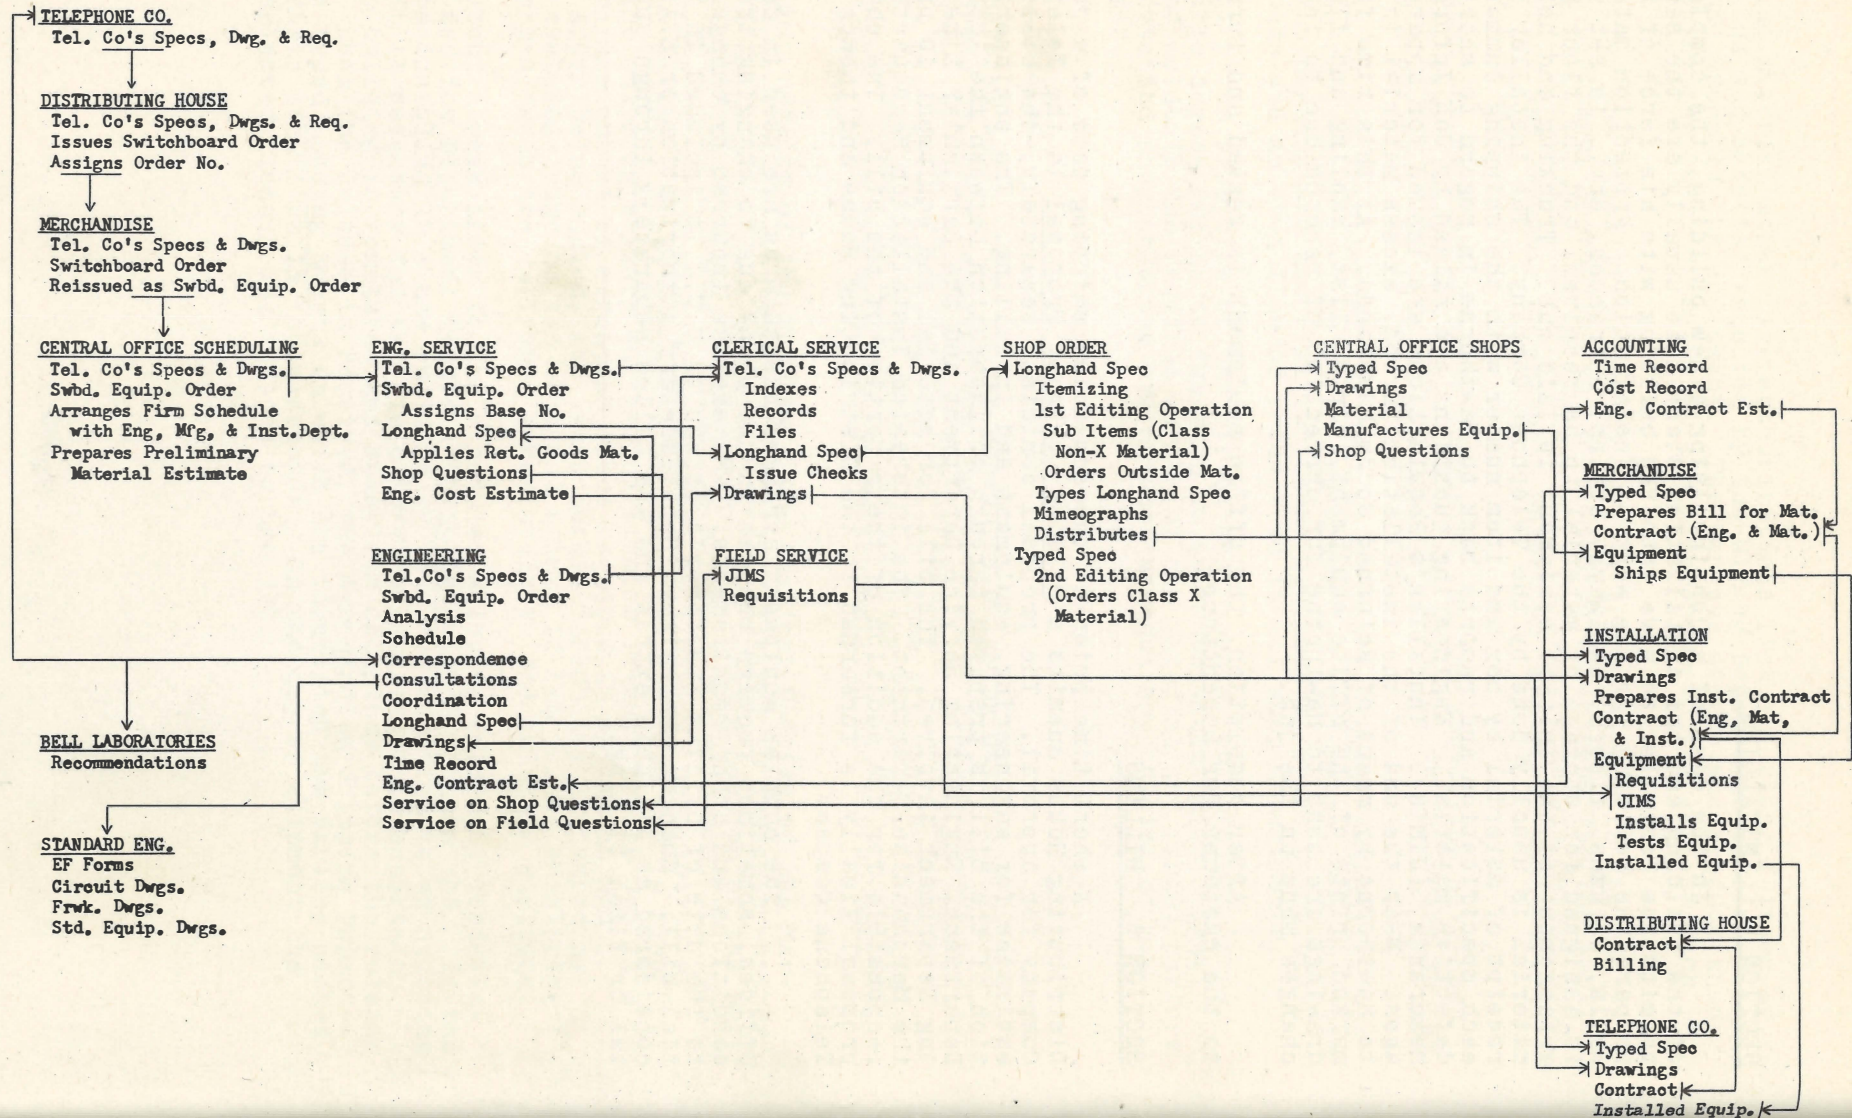 TELEPHONE CO.
Tel. Co's Specs, Dwg. & Req.
DISTRIBUTING HOUSE
Tel. Co's Specs, Dwgs. & Req.
Issues Switchboard Order
Assigns Order No.
MERCHANDISE
Tel. Co's Specs & Dwgs.
Switchboard Order
Reissued as Swbd. Equip. Order
CENTRAL OFFICE SCHEDULING
Tel. Co's Specs & Dwgs.
Swbd. Equip. Order
Arranges Firm Schedule
with Eng, Mfg, & Inst.Dept.
Prepares Preliminary
Material Estimate
BELL LABORATORIES
Recommendations
STANDARD ENG.
EF Forms
Circuit Dwgs.
Frwk. Dwgs.
Std. Equip. Dwgs.
ENG. SERVICE
Tel. Co's Specs & Dwgs.
Swbd. Equip. Order
Assigns Base No.
Longhand Spec
Applies Ret. Goods Mat.
Shop Questions
Eng. Cost Estimate
ENGINEERING
Tel.Co's Specs & Dwgs.
Swbd. Equip. Order
Analysis
Schedule
Correspondence
Consultations
Coordination
Longhand Spec
Drawings
Time Record
Eng. Contract Est.
Service on Shop Questions
Service on Field Questions
CLERICAL SERVICE
Tel. Co's Specs & Dwgs.
Indexes
Records
Files
Longhand Spec
Issue Checks
Drawings
FIELD SERVICE
JIMS
Requisitions
SHOP ORDER
Longhand Spec
Itemizing
1st Editing Operation
Sub Items (Class
Non-X Material)
Orders Outside Mat.
Types Longhand Spec
Mimeographs
Distributes
Typed Spec
2nd Editing Operation
(Orders Class X
Material)
CENTRAL OFFICE SHOPS
Typed Spec
Drawings
Material
Manufactures Equip.
Shop Questions
ACCOUNTING
Time Record
Cost Record
Eng. Contract Est.
MERCHANDISE
Typed Spec
Prepares Bill for Mat.
Contract (Eng. & Mat.)
Equipment
Ships Equipment
INSTALLATION
Typed Spec
Drawings
Prepares Inst. Contract
Contract (Eng, Mat,
& Inst.)
Equipment
Requisitions
JIMS
Installs Equip.
Tests Equip.
Installed Equip.
DISTRIBUTING HOUSE
Contract
Billing
TELEPHONE CO.
Typed Spec
Drawings
Contract
Installed Equip.